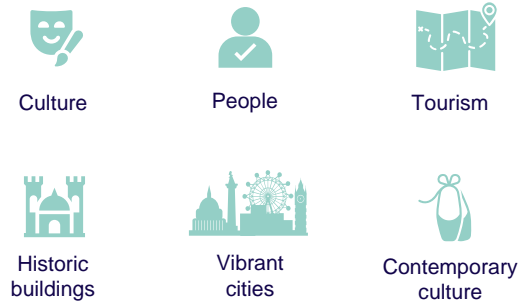 Culture
People
Tourism
Historic
buildings
Vibrant
cities
Contemporary
culture